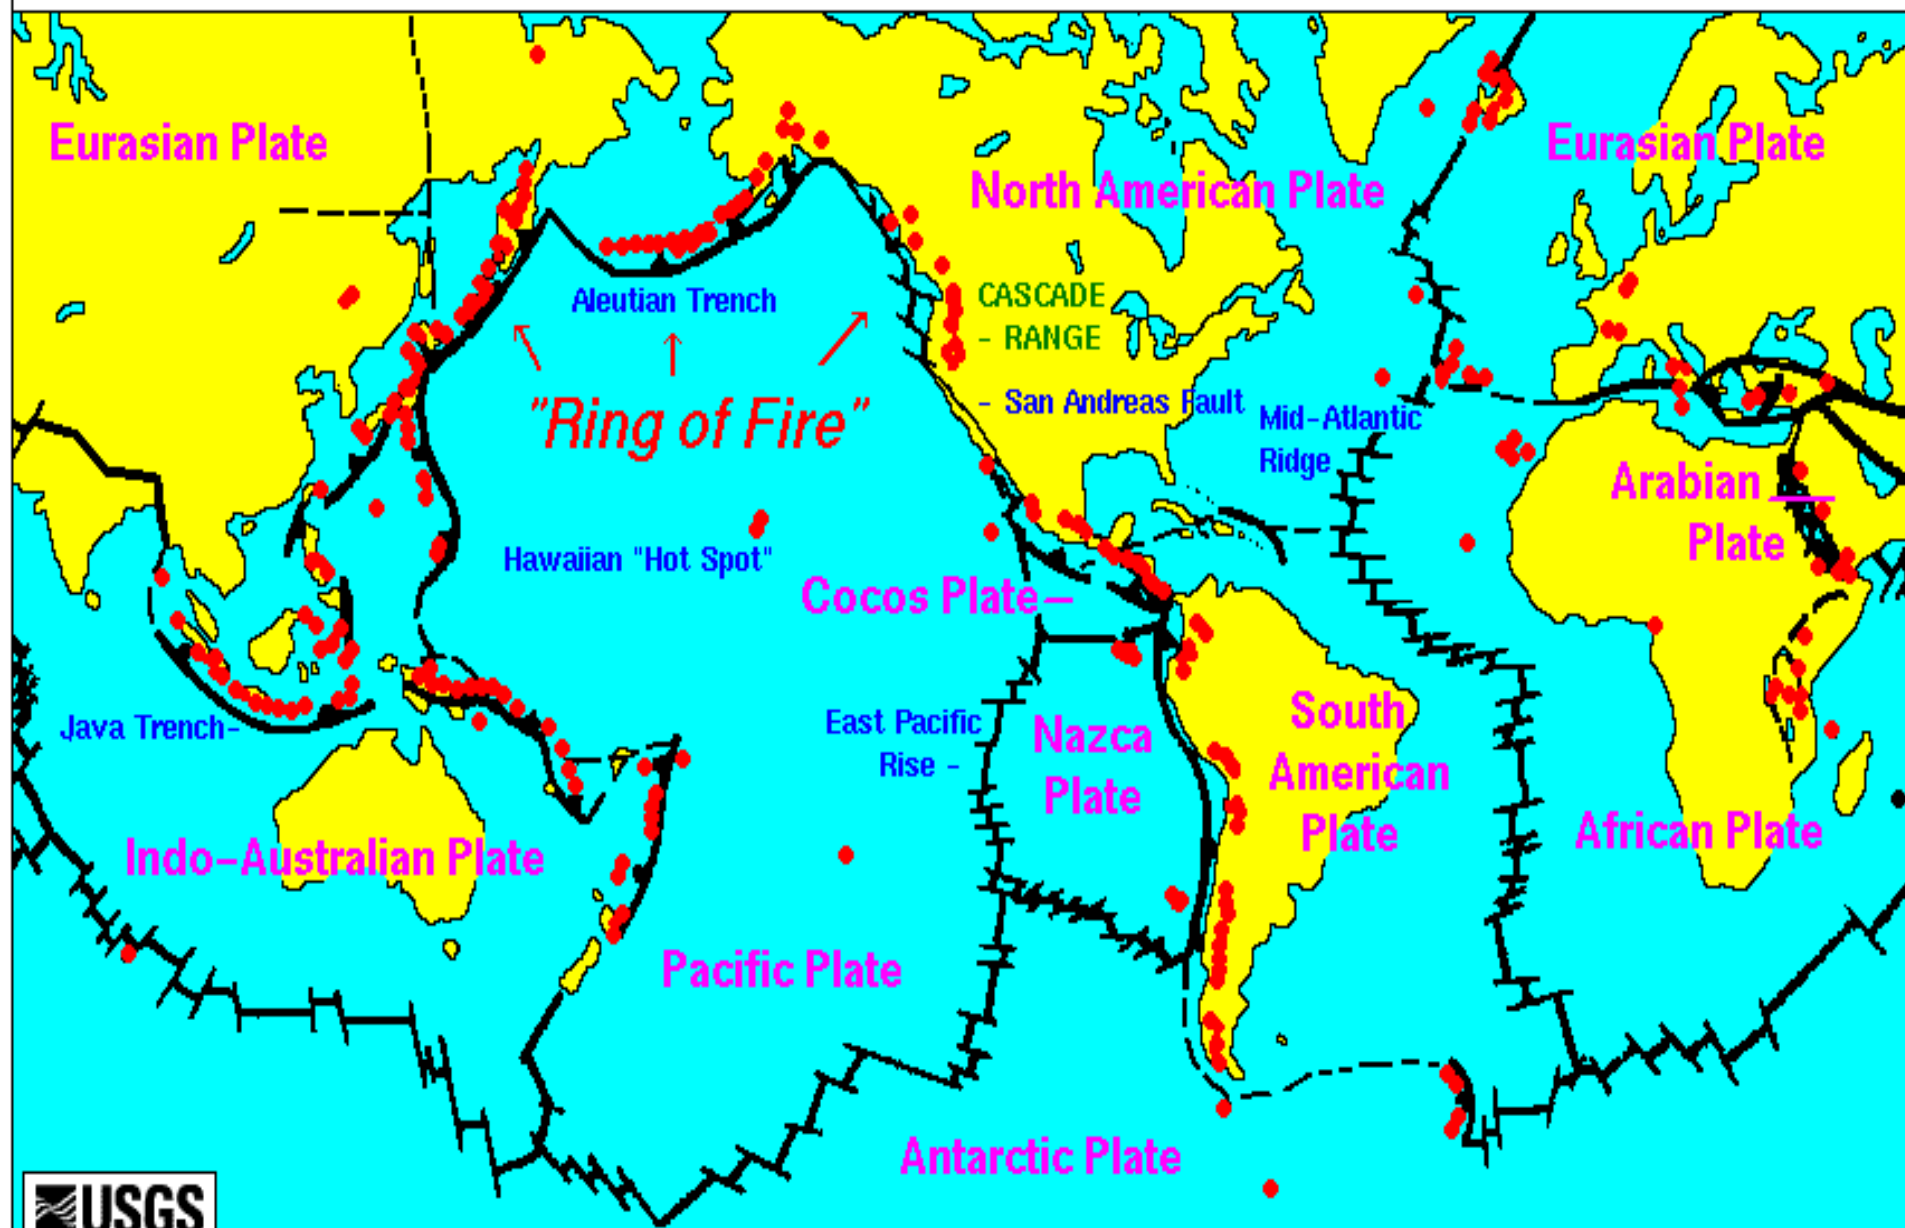 Eurasian Plate
Eurasian Plate
North American Plate
Aleutian Trench
CASCADE
- RANGE
"Ring of Fire"
- San Andreas Fault
Mid-Atlantic
Ridge
Arabian
Plate
Hawaiian "Hot Spot"
Cocos Plate
Java Trench-
East Pacific
Rise -
Nazca
Plate
South
American
Plate
African Plate
Indo-Australian Plate
Pacific Plate
Antarctic Plate
USGS